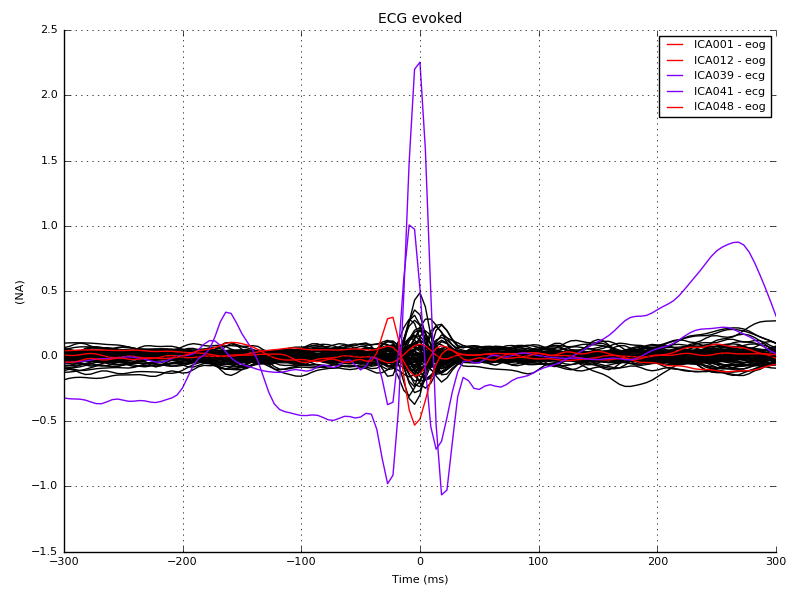 ECG evoked
2.5
2.0
1.5
1.0
0.5
0.0
−0.5
−1.0
−1.5
(NA)
ICA001 - eog
ICA012 - eog
ICA039 - ecg
ICA041 - ecg
ICA048 - eog
−300 −200 −100 0 100 200 300
Time (ms)